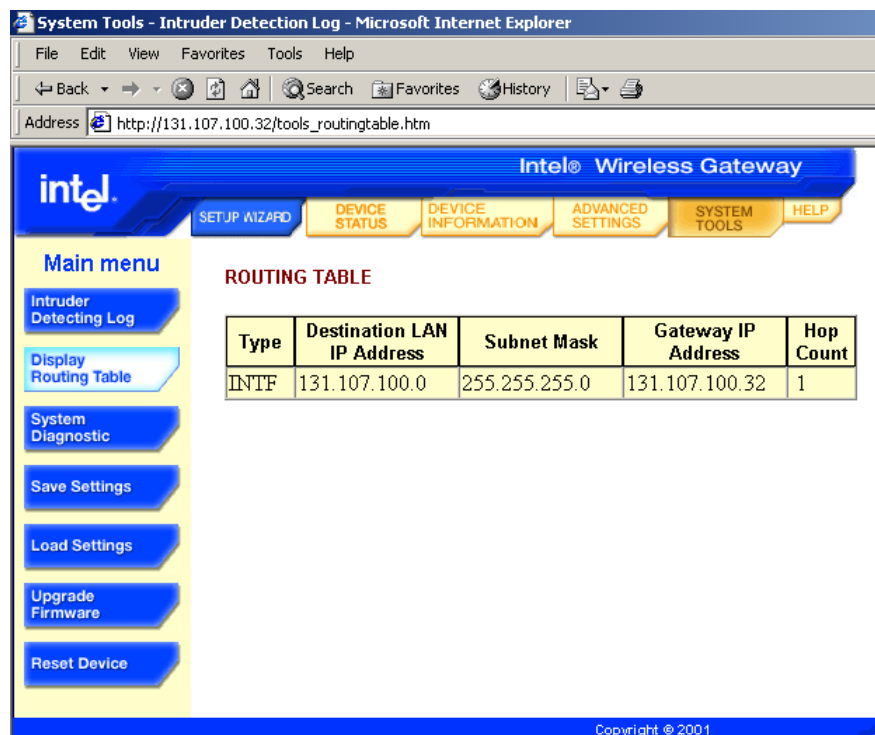 System Tools - Intruder Detection Log - Microsoft Internet Explorer
File Edit View Favorites Tools Help
Back Search Favorites History
Address http://131.107.100.32/tools_routingtable.htm
intel.
Intel® Wireless Gateway
SETUP WIZARD
DEVICE STATUS
DEVICE INFORMATION
ADVANCED SETTINGS
SYSTEM TOOLS
HELP
Main menu
Intruder
Detecting Log
Display
Routing Table
System
Diagnostic
Save Settings
Load Settings
Upgrade
Firmware
Reset Device
ROUTING TABLE
Type Destination LAN IP Address Subnet Mask Gateway IP Address Hop Count
INTF 131.107.100.0 255.255.255.0 131.107.100.32 1
Copyright © 2001